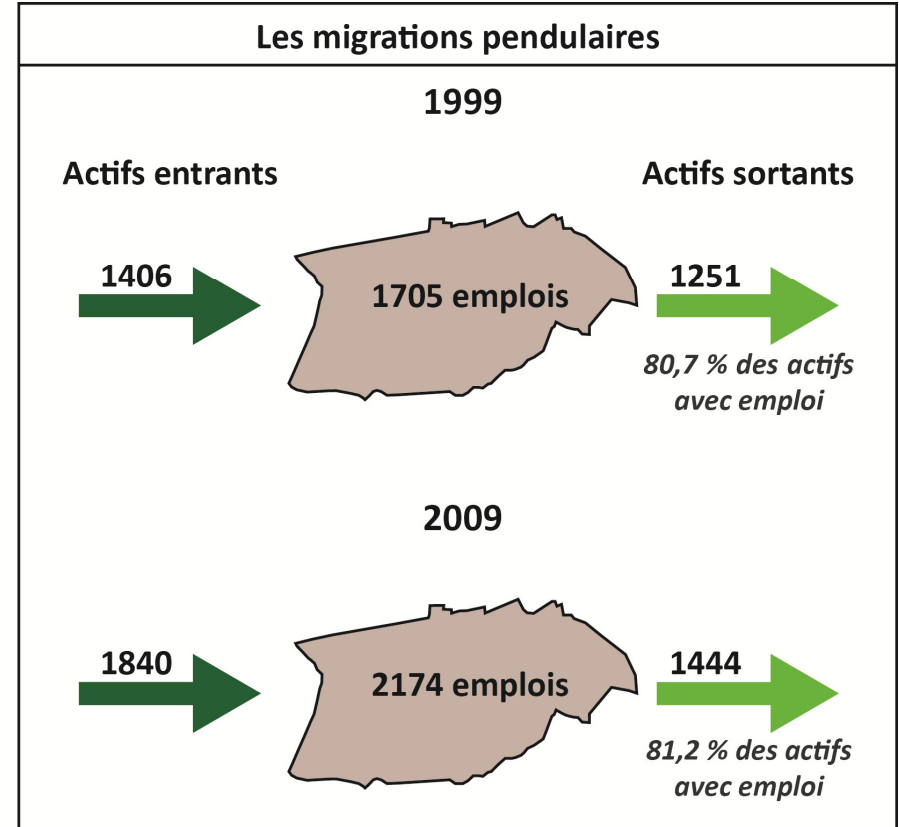 Les migrations pendulaires
1999
Actifs entrants
Actifs sortants
1406
1705 emplois
1251
80,7 % des actifs
avec emploi
2009
1840
2174 emplois
1444
81,2 % des actifs
avec emploi